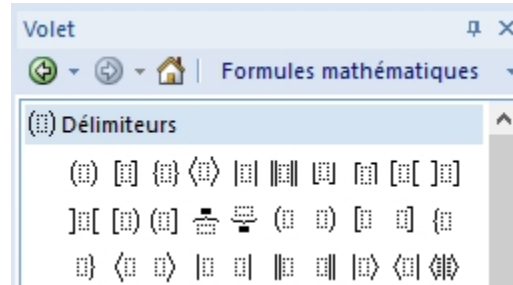 Volet
Formules mathématiques
(⬚) Délimiteurs
(⬚) [⬚] {⬚} ⟨⬚⟩ |⬚| ‖⬚‖ ⌊⬚⌋ ⌈⬚⌉ [⬚[ ]⬚]
]⬚[ [⬚) (⬚] (⬚ ⬚) [⬚ ⬚] {⬚
⬚} ⟨⬚ ⬚⟩ |⬚ ⬚| ‖⬚ ⬚‖ |⬚⟩ ⟨⬚| ⟨⬚|⬚⟩